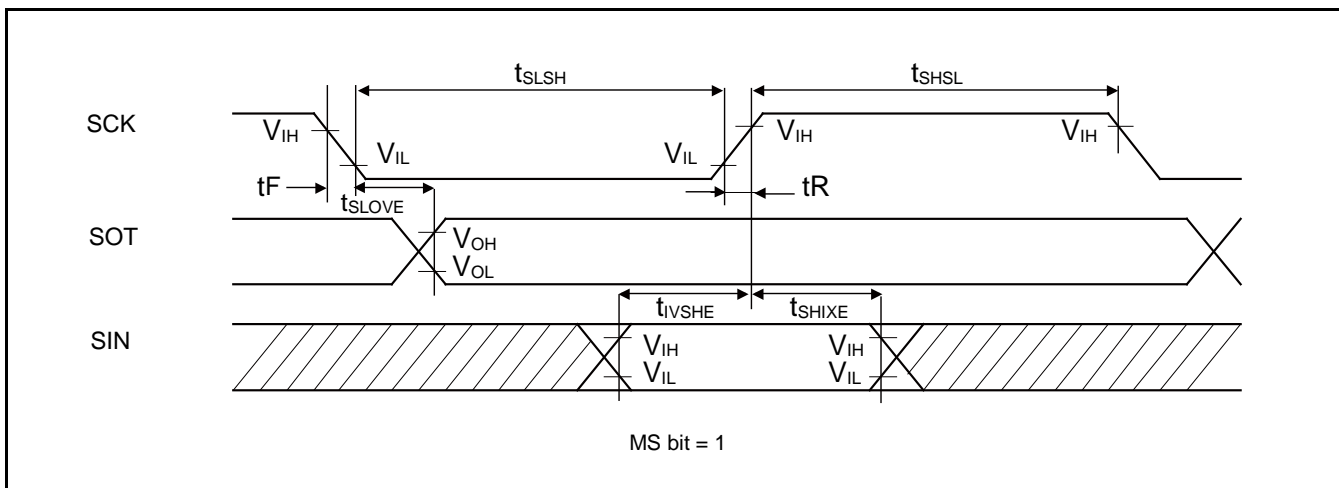 tSLSH tSHSL
SCK
VIH VIH VIH
VIL VIL
tF tR
tSLOVE
SOT
VOH
VOL
tIVSHE tSHIXE
SIN
VIH VIH
VIL VIL
MS bit = 1